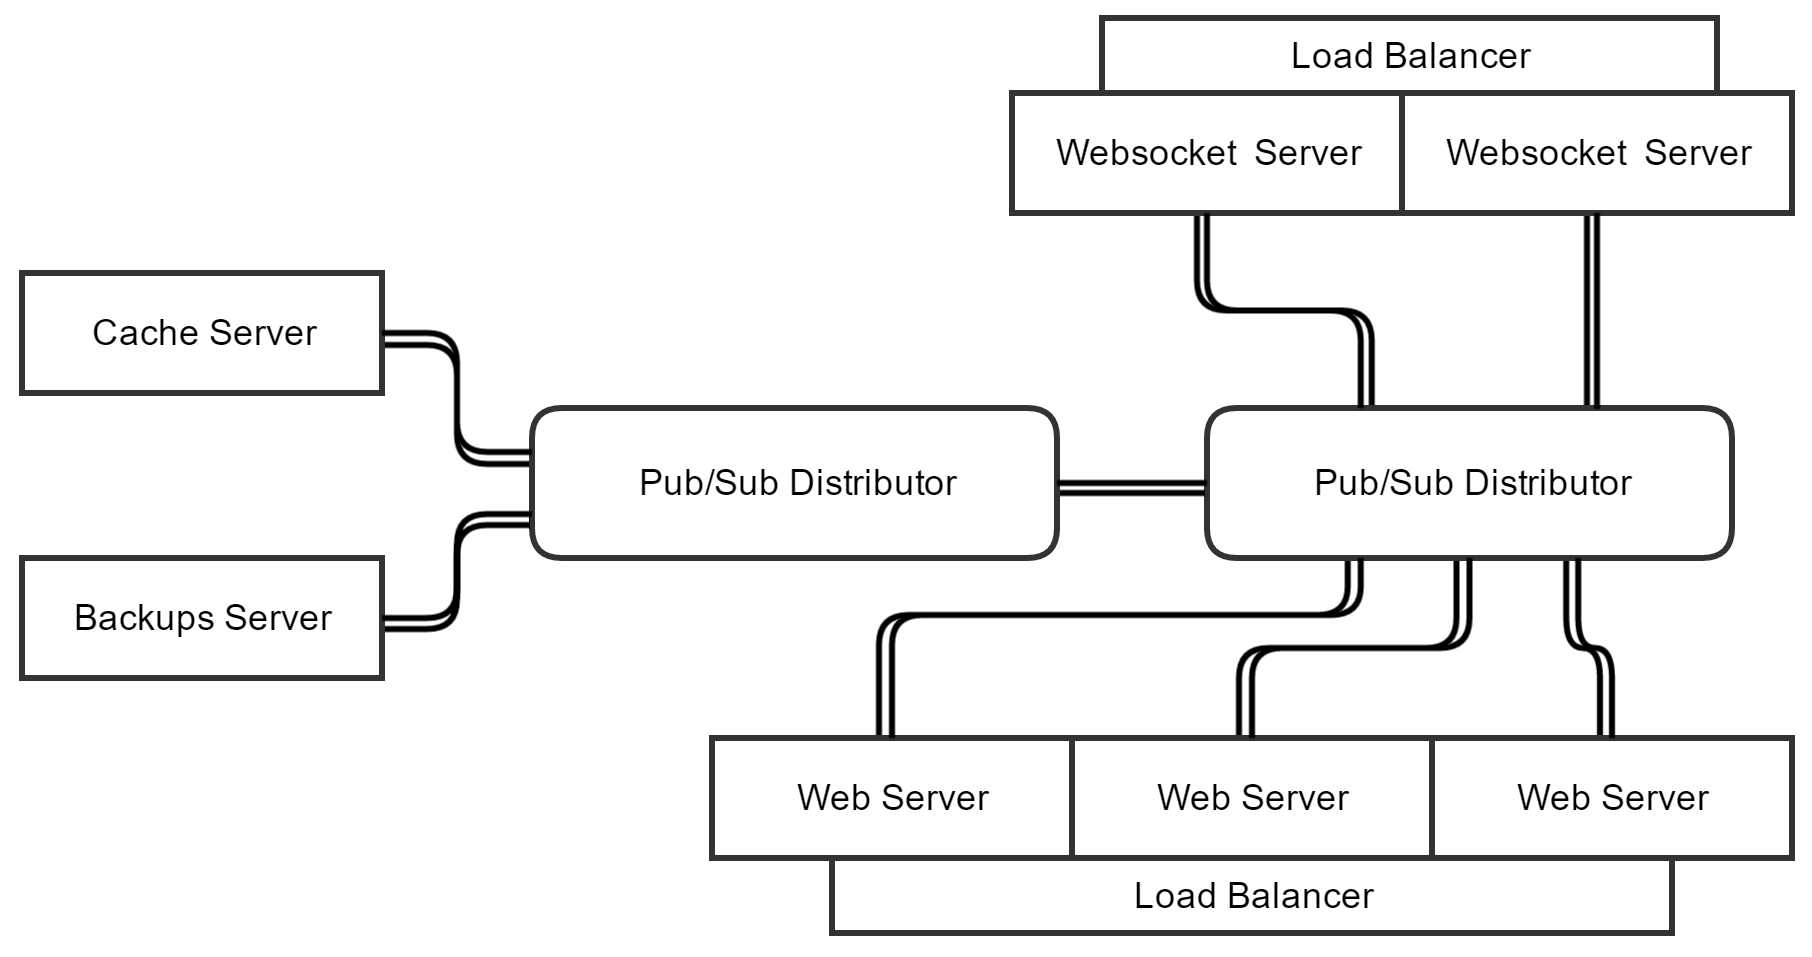 Load Balancer
Websocket Server
Websocket Server
Cache Server
Pub/Sub Distributor
Pub/Sub Distributor
Backups Server
Web Server
Web Server
Web Server
Load Balancer